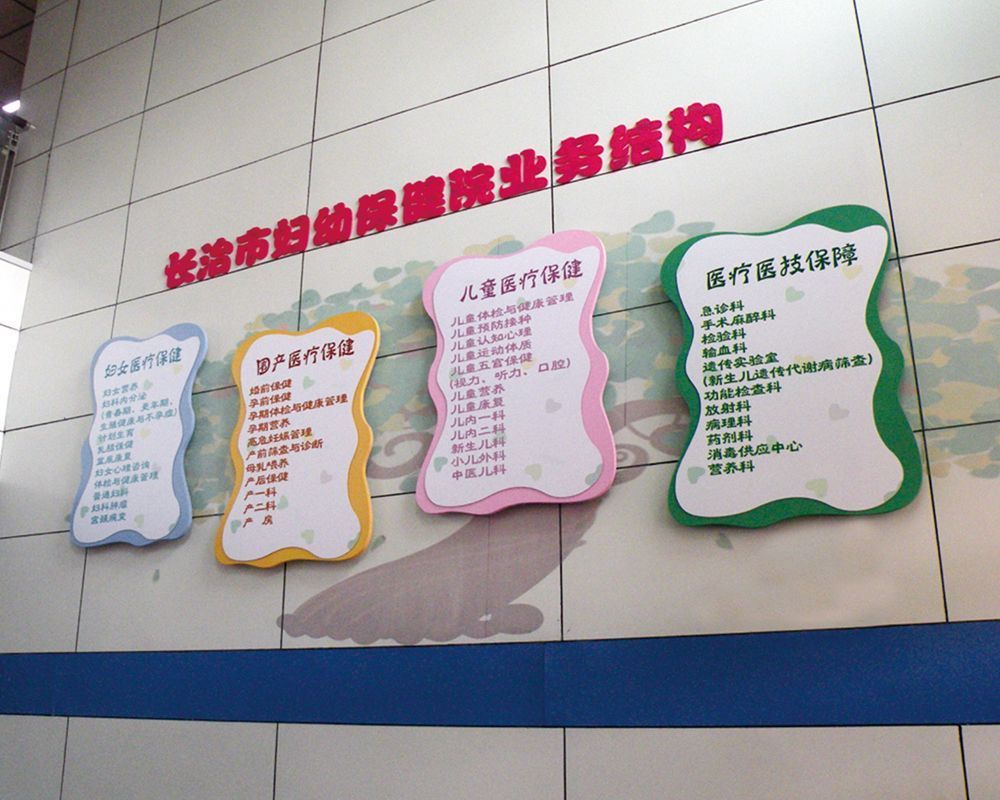 长治市妇幼保健院业务结构
妇女医疗保健
妇女营养
妇科内分泌
(青春期、更年期、
生殖健康与不孕症)
计划生育
乳腺保健
盆底康复
妇女心理咨询
体检与健康管理
普通妇科
妇科肿瘤
宫颈病变
围产医疗保健
婚前保健
孕前保健
孕期体检与健康管理
孕期营养
高危妊娠管理
产前筛查与诊断
母乳喂养
产后保健
产一科
产二科
产 房
儿童医疗保健
儿童体检与健康管理
儿童预防接种
儿童认知心理
儿童运动体质
儿童五官保健
(视力、听力、口腔)
儿童营养
儿童康复
儿内一科
儿内二科
新生儿科
小儿外科
中医儿科
医疗医技保障
急诊科
手术麻醉科
检验科
输血科
遗传实验室
(新生儿遗传代谢病筛查)
功能检查科
放射科
病理科
药剂科
消毒供应中心
营养科